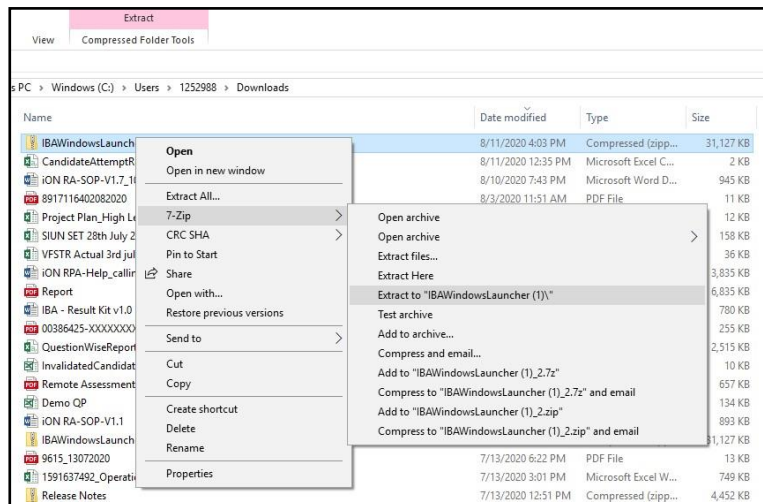 Extract
View Compressed Folder Tools
s PC > Windows (C:) > Users > 1252988 > Downloads
Name Date modified Type Size
IBAWindowsLaunch 8/11/2020 4:03 PM Compressed (zipp... 31,127 KB
CandidateAttemptR 8/11/2020 12:35 PM Microsoft Excel C... 2 KB
iON RA-SOP-V1.7_10 8/10/2020 7:43 PM Microsoft Word D... 945 KB
8917116402082020 8/3/2020 11:51 AM PDF File 11 KB
Project Plan_High Le 12 KB
SIUN SET 28th July 2 158 KB
VFSTR Actual 3rd jul 36 KB
iON RPA-Help_callin 3,835 KB
Report 6,835 KB
IBA - Result Kit v1.0 780 KB
00386425-XXXXXXXX 255 KB
QuestionWiseReport 2,515 KB
InvalidatedCandidat 10 KB
Remote Assessment 657 KB
Demo QP 134 KB
iON RA-SOP-V1.1 893 KB
IBAWindowsLaunch 31,127 KB
9615_13072020 7/13/2020 6:22 PM PDF File 13 KB
1591637492_Operati 7/13/2020 3:01 PM Microsoft Excel W... 749 KB
Release Notes 7/13/2020 12:51 PM Compressed (zipp... 4,452 KB
Open
Open in new window
Extract All...
7-Zip
CRC SHA
Pin to Start
Share
Open with...
Restore previous versions
Send to
Cut
Copy
Create shortcut
Delete
Rename
Properties
Open archive
Open archive
Extract files...
Extract Here
Extract to "IBAWindowsLauncher (1)\"
Test archive
Add to archive...
Compress and email...
Add to "IBAWindowsLauncher (1)_2.7z"
Compress to "IBAWindowsLauncher (1)_2.7z" and email
Add to "IBAWindowsLauncher (1)_2.zip"
Compress to "IBAWindowsLauncher (1)_2.zip" and email